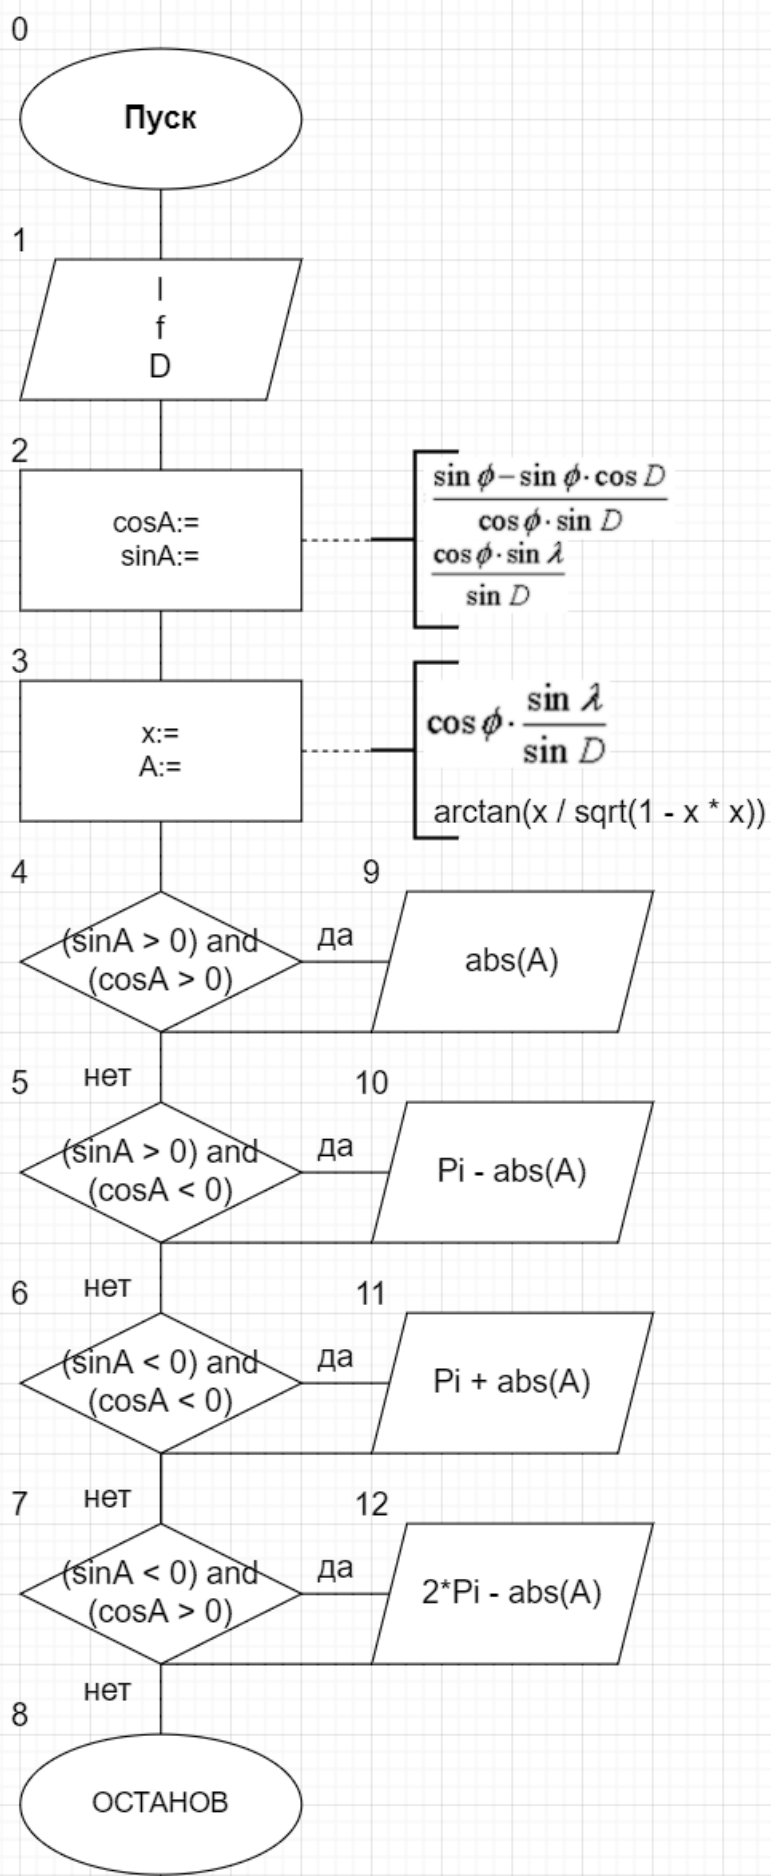 0
Пуск
1
l
f
D
2
cosA:=
sinA:=
sin ϕ − sin ϕ · cos D
cos ϕ · sin D
cos ϕ · sin λ
sin D
3
x:=
A:=
cos ϕ · sin λ
sin D
arctan(x / sqrt(1 - x * x))
4
(sinA > 0) and
(cosA > 0)
да
9
abs(A)
нет
5
(sinA > 0) and
(cosA < 0)
да
10
Pi - abs(A)
нет
6
(sinA < 0) and
(cosA < 0)
да
11
Pi + abs(A)
нет
7
(sinA < 0) and
(cosA > 0)
да
12
2*Pi - abs(A)
нет
8
ОСТАНОВ